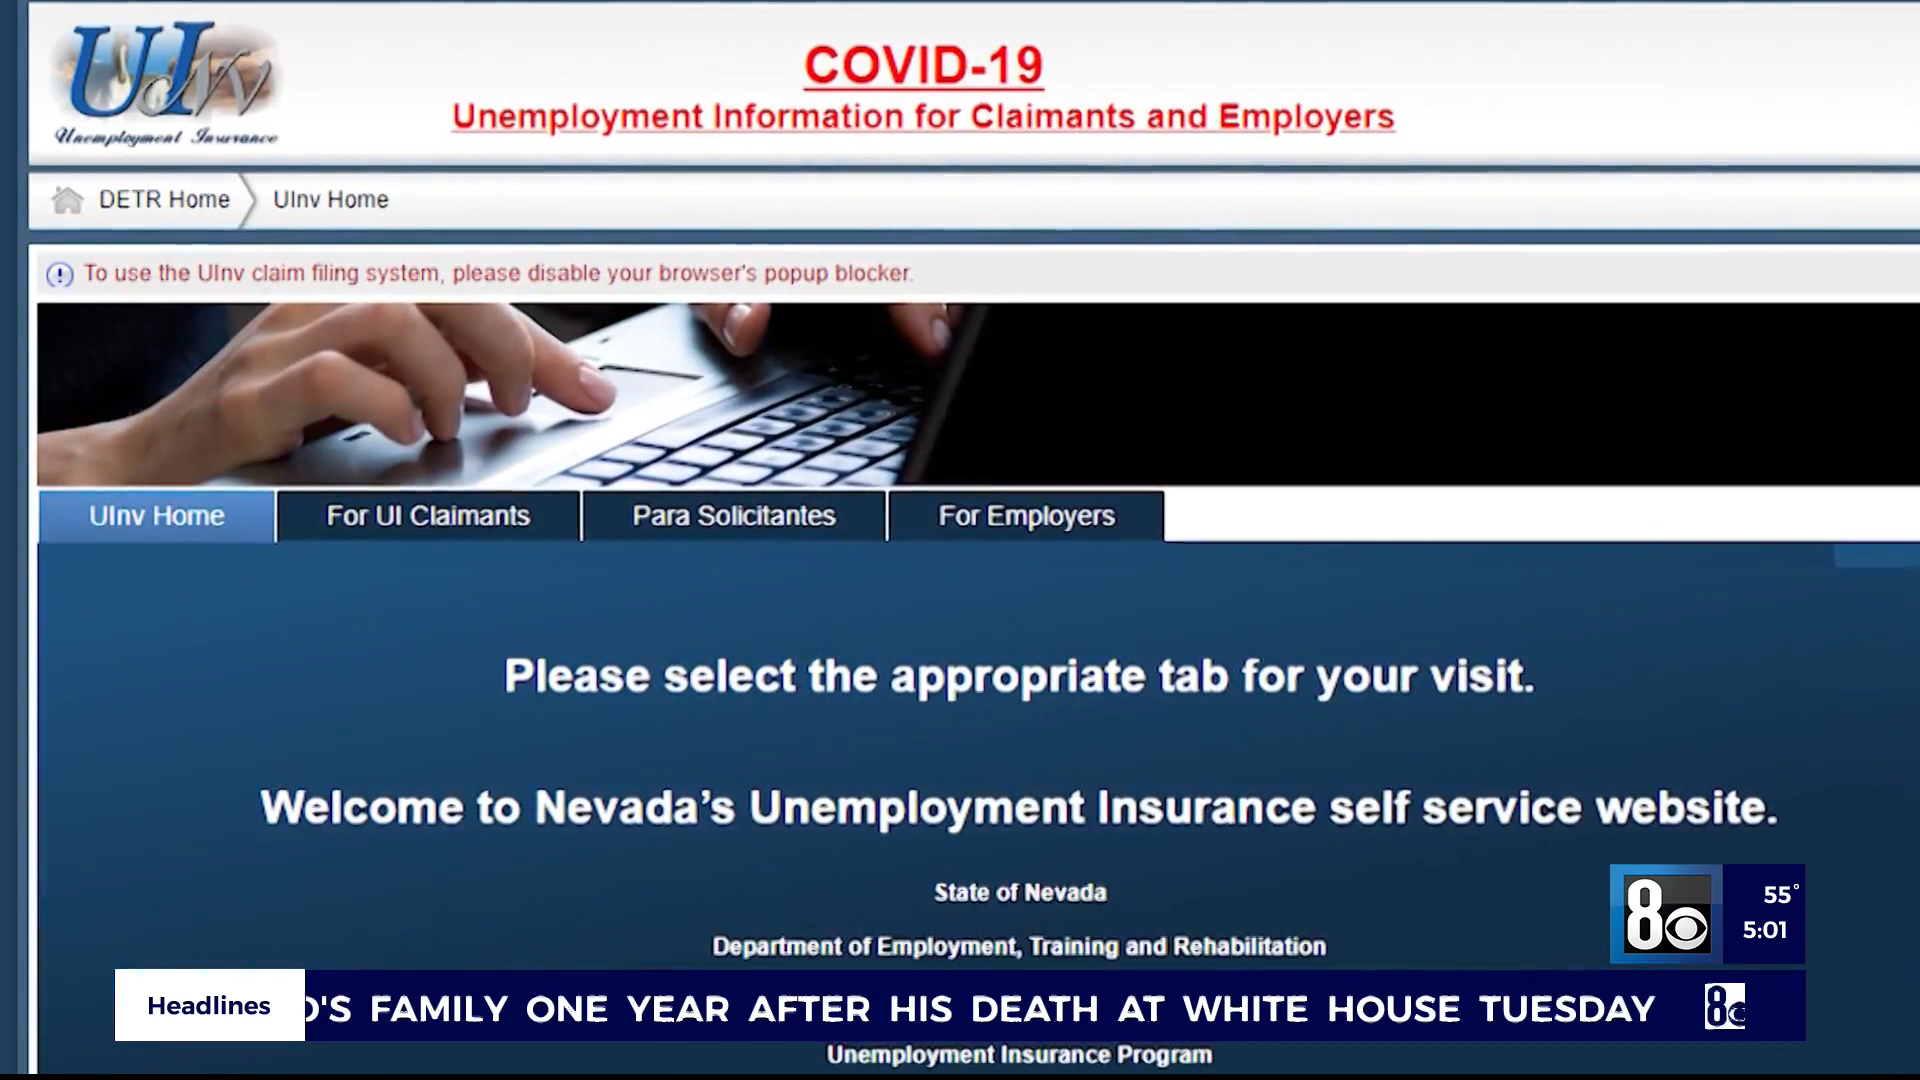 UInv
Unemployment Insurance
COVID-19
Unemployment Information for Claimants and Employers
DETR Home
UInv Home
To use the UInv claim filing system, please disable your browser's popup blocker.
UInv Home
For UI Claimants
Para Solicitantes
For Employers
Please select the appropriate tab for your visit.
Welcome to Nevada’s Unemployment Insurance self service website.
State of Nevada
Department of Employment, Training and Rehabilitation
8
55°
5:01
Headlines
D'S FAMILY ONE YEAR AFTER HIS DEATH AT WHITE HOUSE TUESDAY
8
Unemployment Insurance Program